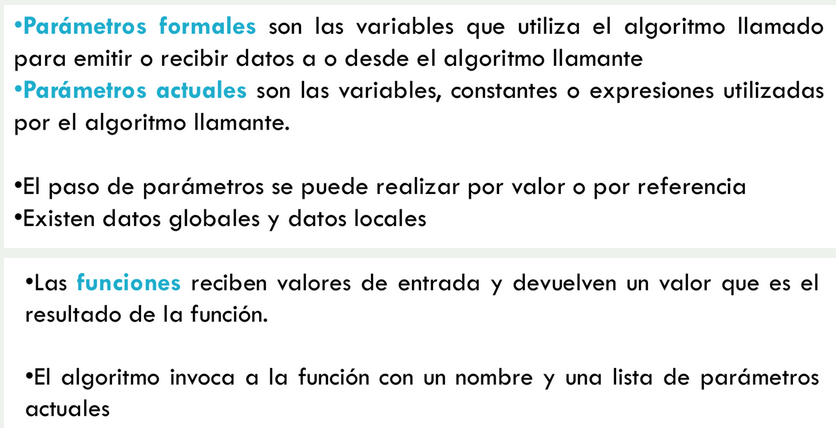 •Parámetros formales son las variables que utiliza el algoritmo llamado
para emitir o recibir datos a o desde el algoritmo llamante
•Parámetros actuales son las variables, constantes o expresiones utilizadas
por el algoritmo llamante.
•El paso de parámetros se puede realizar por valor o por referencia
•Existen datos globales y datos locales
•Las funciones reciben valores de entrada y devuelven un valor que es el
resultado de la función.
•El algoritmo invoca a la función con un nombre y una lista de parámetros
actuales